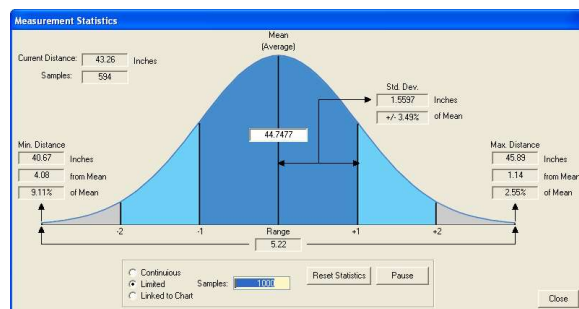 Measurement Statistics
Mean
(Average)
Current Distance: 43.26 Inches
Samples: 594
Std. Dev.
1.5597 Inches
+/- 3.49% of Mean
44.7477
Min. Distance
40.67 Inches
4.08 from Mean
9.11% of Mean
Max. Distance
45.89 Inches
1.14 from Mean
2.55% of Mean
-2 -1 Range +1 +2
5.22
Continuious
Limited
Linked to Chart
Samples: 1000
Reset Statistics
Pause
Close